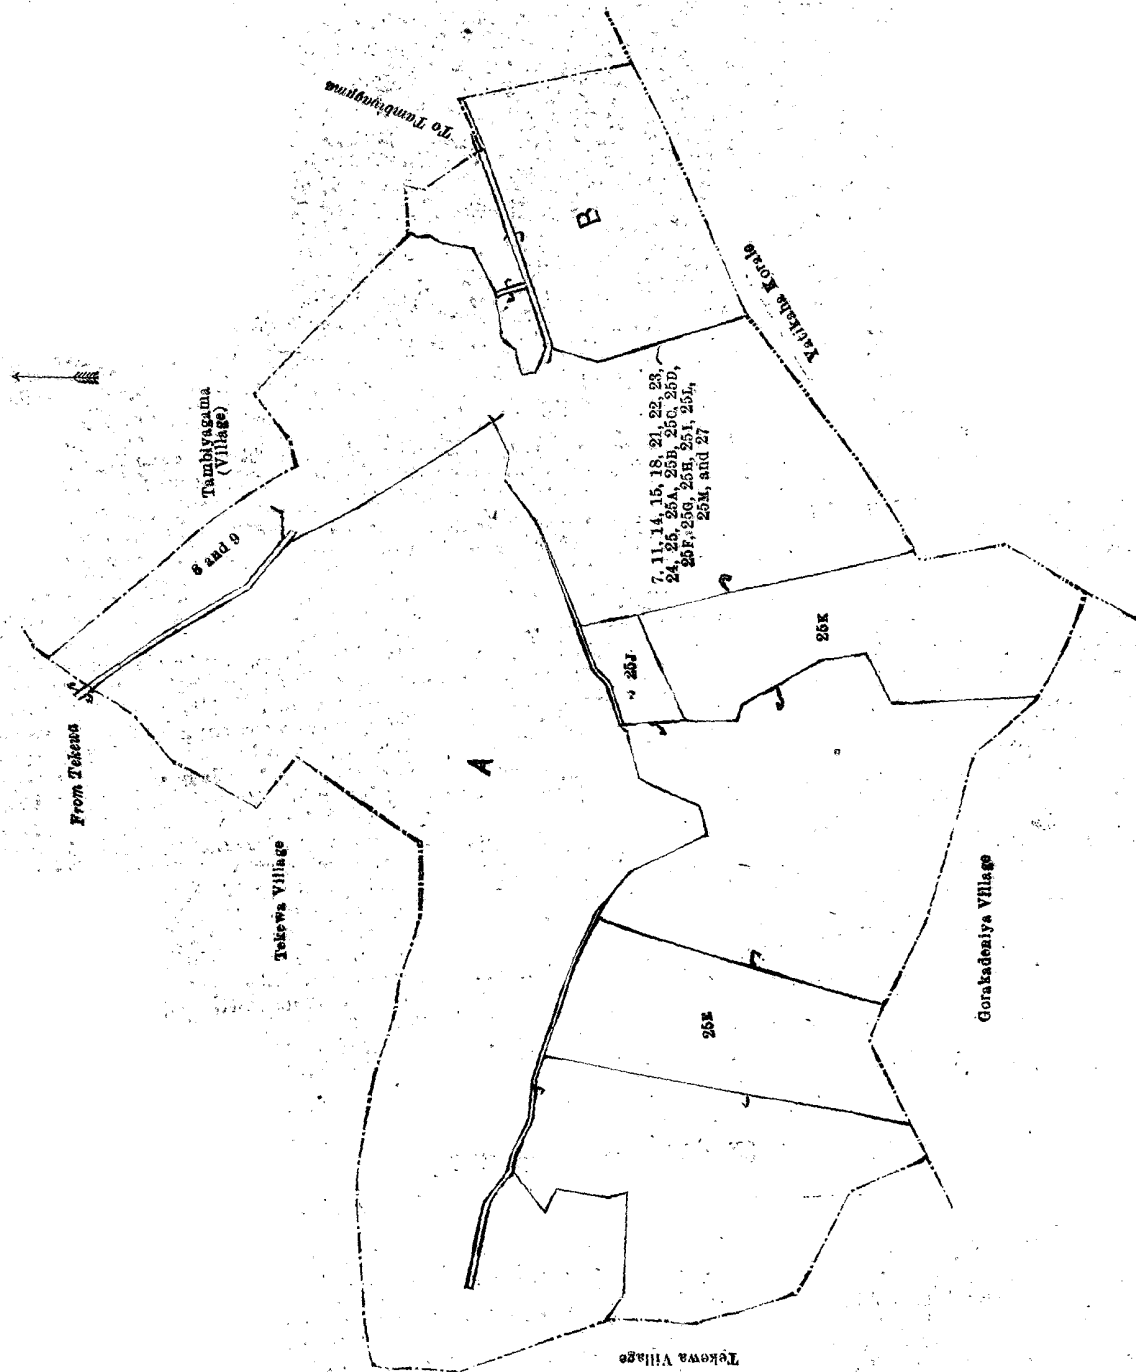 To Tambiyagama
B
Yatikaha Korale
Tambiyagama
(Village)
8 and 9
From Tekewa
7, 11, 14, 15, 18, 21, 22, 23,
24, 25, 25A, 25B, 25C, 25D,
25F, 25G, 25H, 25I, 25L,
25M, and 27
25J
25K
A
Tekewa Village
25E
Gorakadeniya Village
Tekewa Village